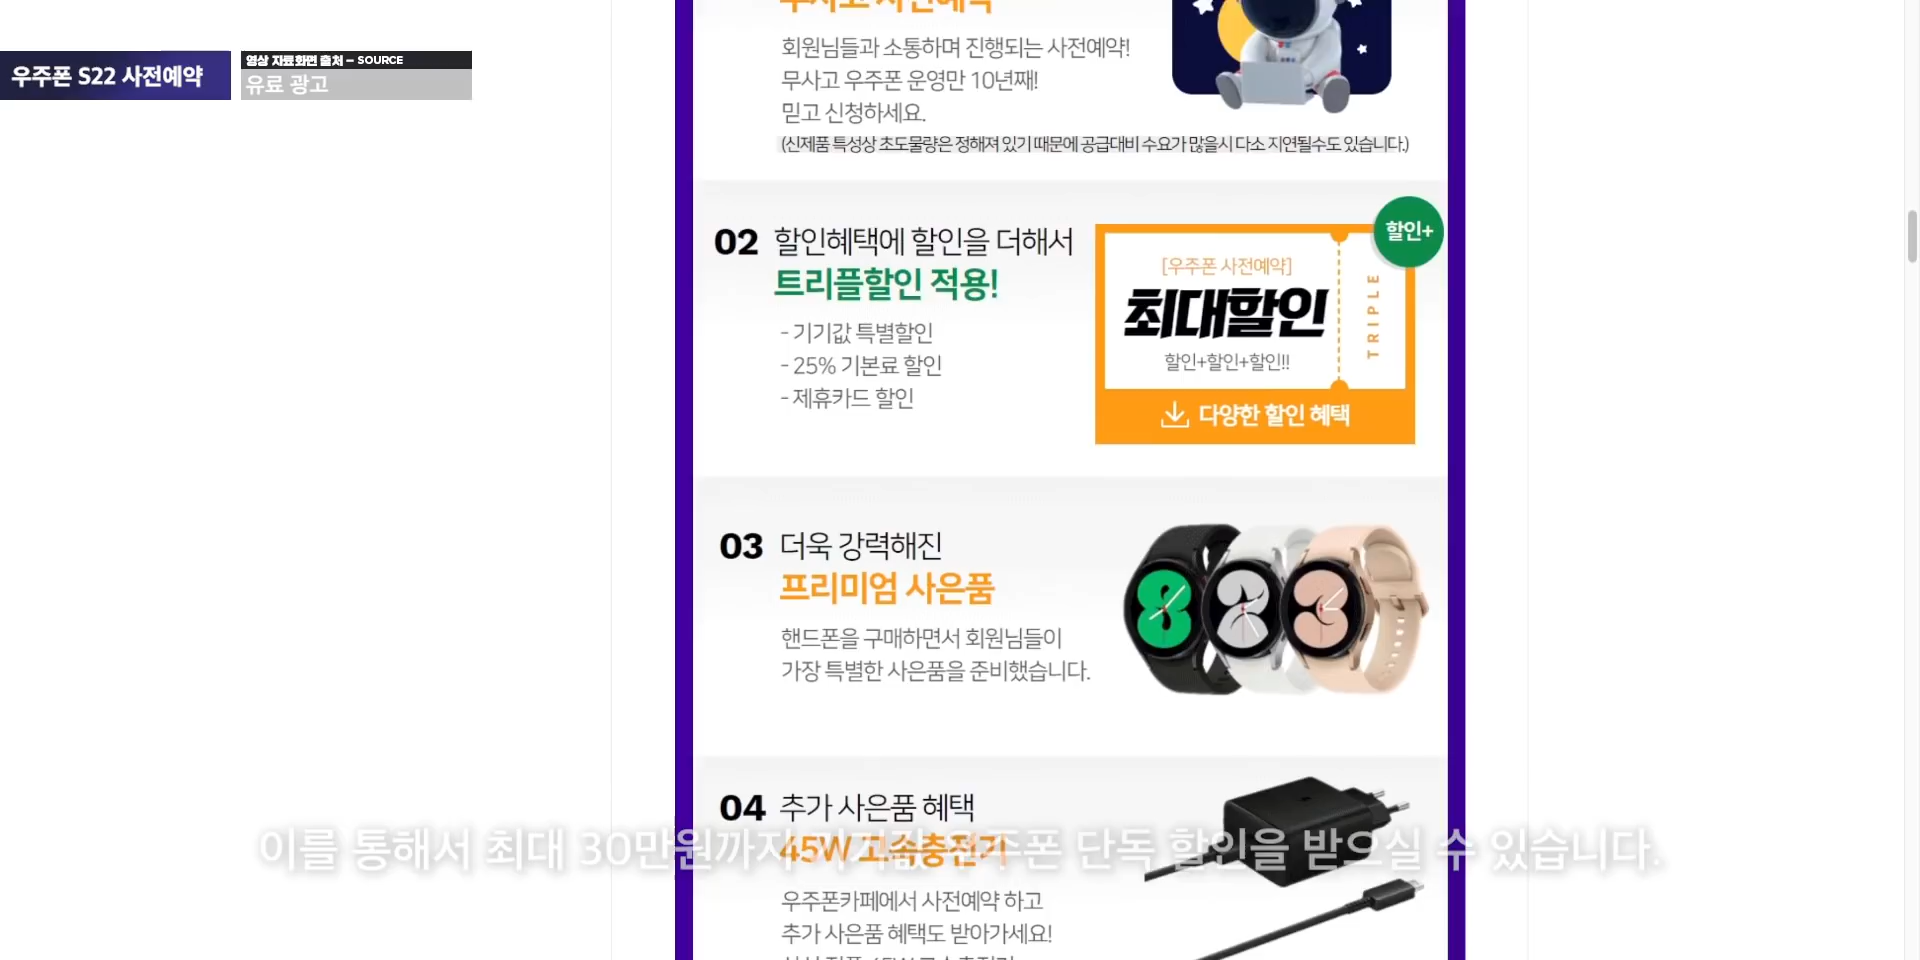 우주폰 S22 사전예약
영상 자료화면 출처 – SOURCE
유료 광고
무사고 사전혜택
회원님들과 소통하며 진행되는 사전예약!
무사고 우주폰 운영만 10년째!
믿고 신청하세요.
(신제품 특성상 초도물량은 정해져 있기 때문에 공급대비 수요가 많을시 다소 지연될수도 있습니다.)
02 할인혜택에 할인을 더해서
트리플할인 적용!
- 기기값 특별할인
- 25% 기본료 할인
- 제휴카드 할인
할인+
[우주폰 사전예약]
최대할인
할인+할인+할인!!
TRIPLE
다양한 할인 혜택
03 더욱 강력해진
프리미엄 사은품
핸드폰을 구매하면서 회원님들이
가장 특별한 사은품을 준비했습니다.
04 추가 사은품 혜택
45W 고속충전기
이를 통해서 최대 30만원까지 우주폰 단독 할인을 받으실 수 있습니다.
우주폰카페에서 사전예약 하고
추가 사은품 혜택도 받아가세요!